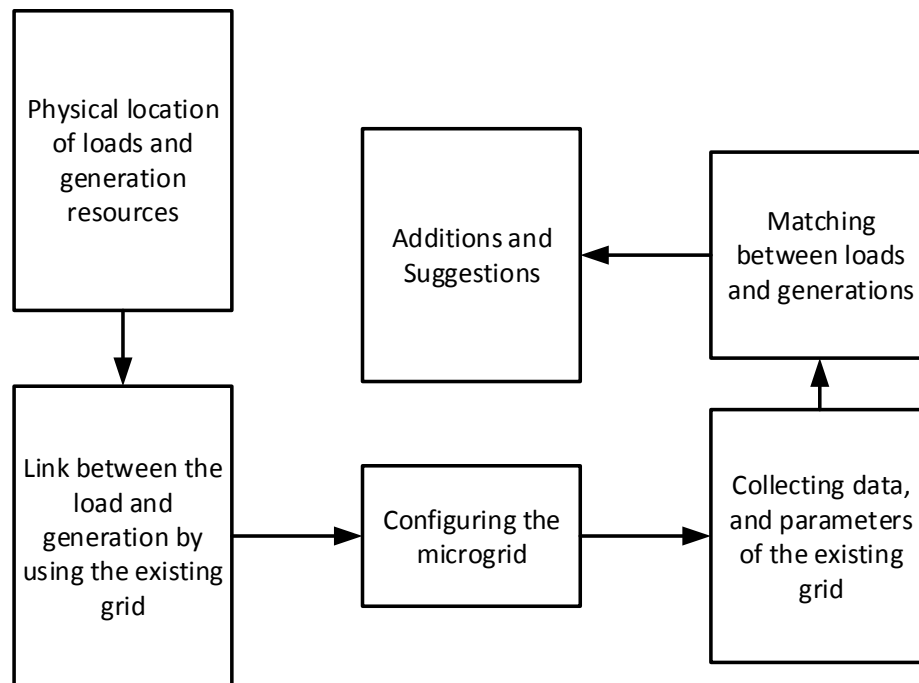 Physical location
of loads and
generation
resources
Link between the
load and
generation by
using the existing
grid
Configuring the
microgrid
Collecting data,
and parameters
of the existing
grid
Matching
between loads
and generations
Additions and
Suggestions